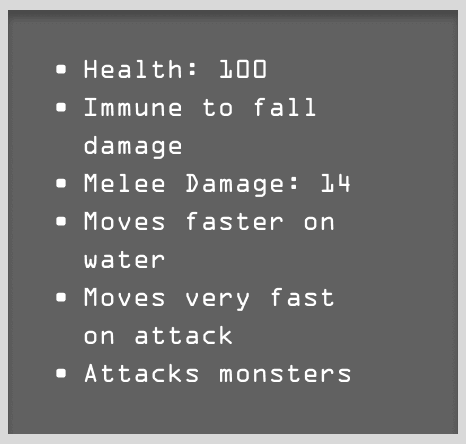 • Health: 100
• Immune to fall
damage
• Melee Damage: 14
• Moves faster on
water
• Moves very fast
on attack
• Attacks monsters